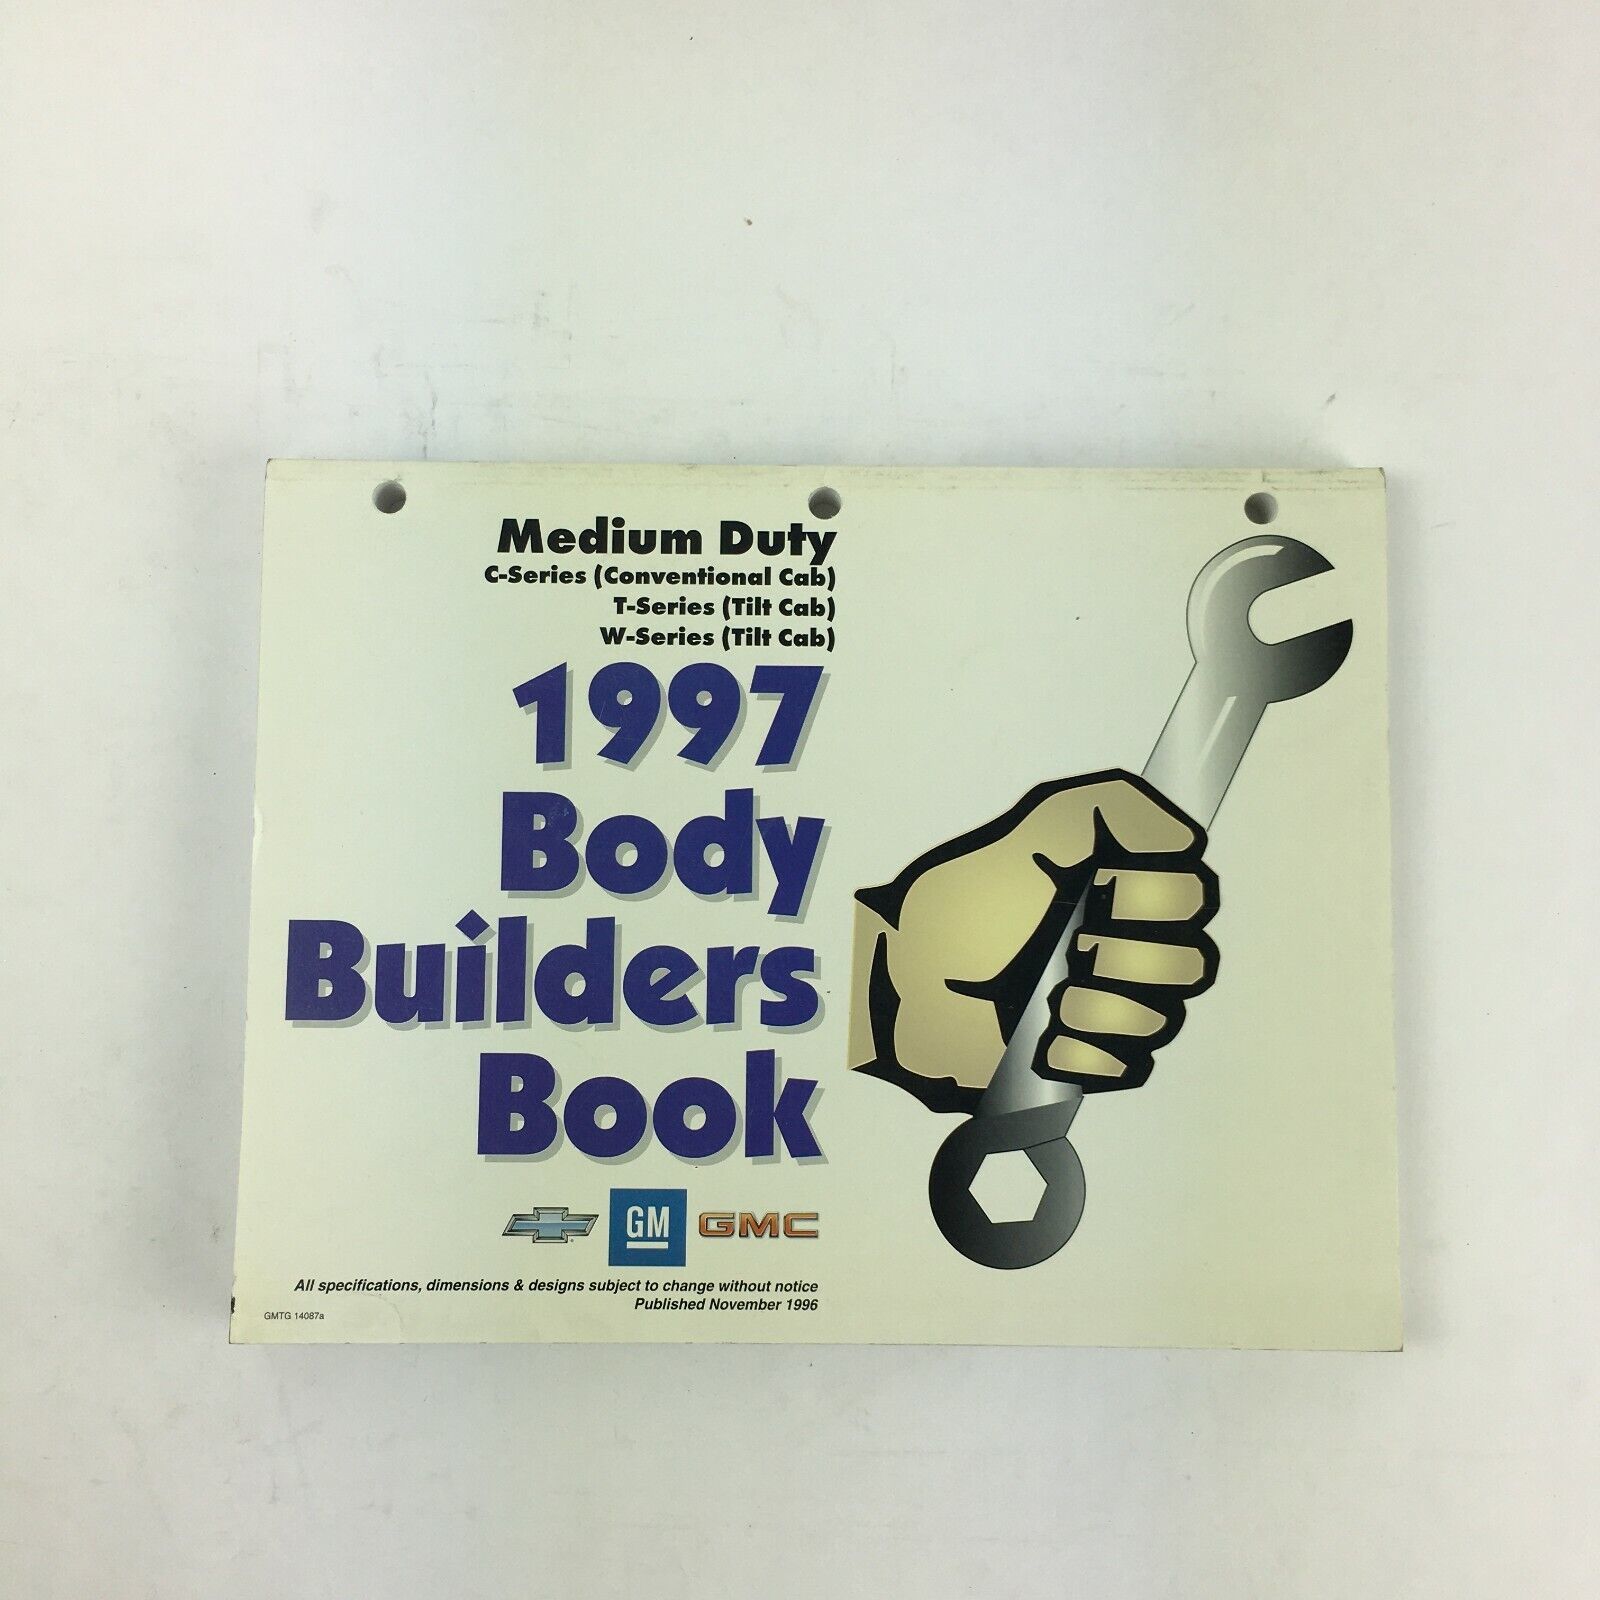 Medium Duty
C-Series (Conventional Cab)
T-Series (Tilt Cab)
W-Series (Tilt Cab)
1997
Body
Builders
Book
GM GMC
All specifications, dimensions & designs subject to change without notice
Published November 1996
GMTG 14087a